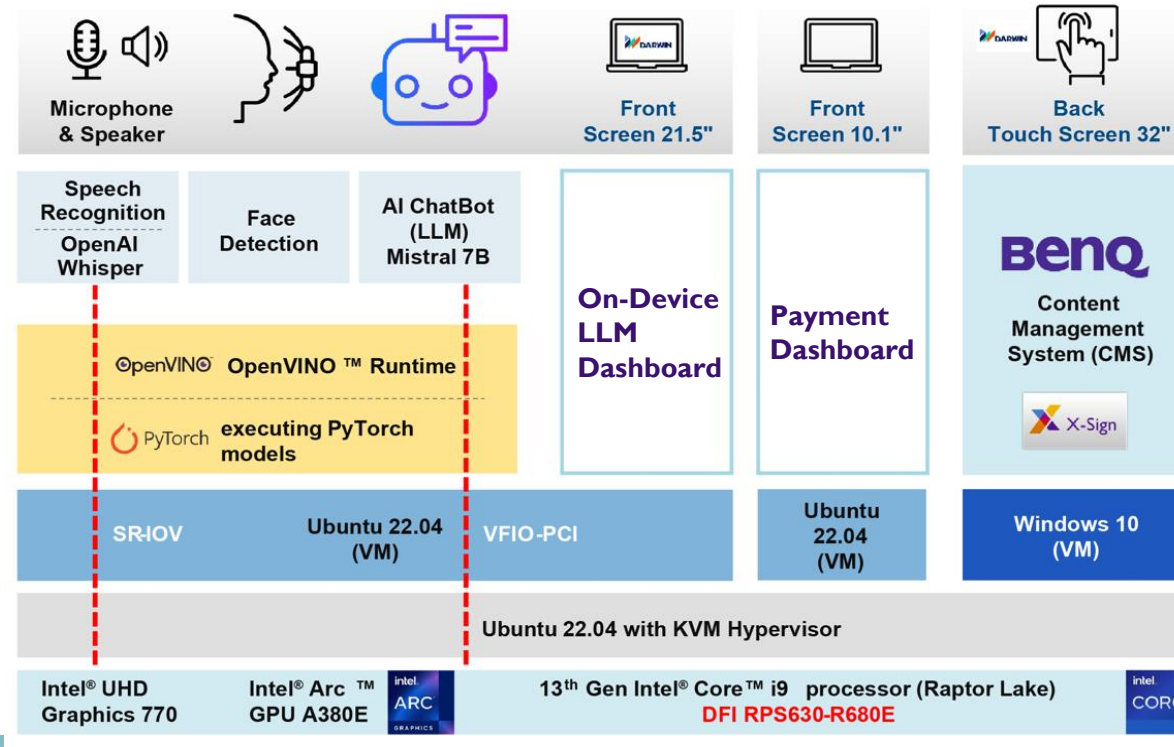 Microphone
& Speaker
DARWIN
Front
Screen 21.5"
Front
Screen 10.1"
DARWIN
Back
Touch Screen 32"
Speech
Recognition
OpenAI
Whisper
Face
Detection
AI ChatBot
(LLM)
Mistral 7B
On-Device
LLM
Dashboard
Payment
Dashboard
BenQ
Content
Management
System (CMS)
X-Sign
OpenVINO OpenVINO ™ Runtime
PyTorch executing PyTorch
models
SR-IOV
Ubuntu 22.04
(VM)
VFIO-PCI
Ubuntu
22.04
(VM)
Windows 10
(VM)
Ubuntu 22.04 with KVM Hypervisor
Intel® UHD
Graphics 770
Intel® Arc ™
GPU A380E
intel
ARC
GRAPHICS
13th Gen Intel® Core™ i9 processor (Raptor Lake)
DFI RPS630-R680E
intel